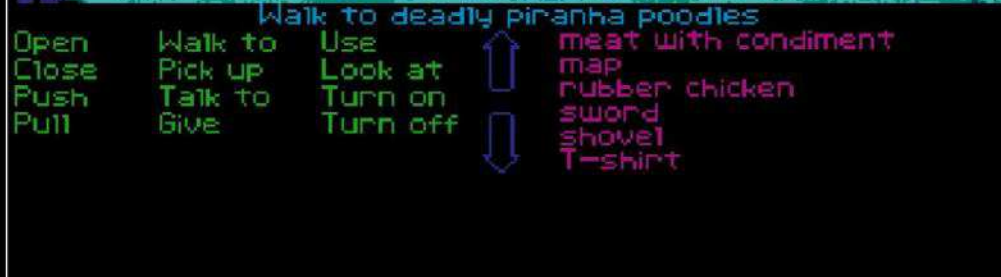 Walk to deadly piranha poodles
Open Walk to Use
Close Pick up Look at
Push Talk to Turn on
Pull Give Turn off
meat with condiment
map
rubber chicken
sword
shovel
T-shirt